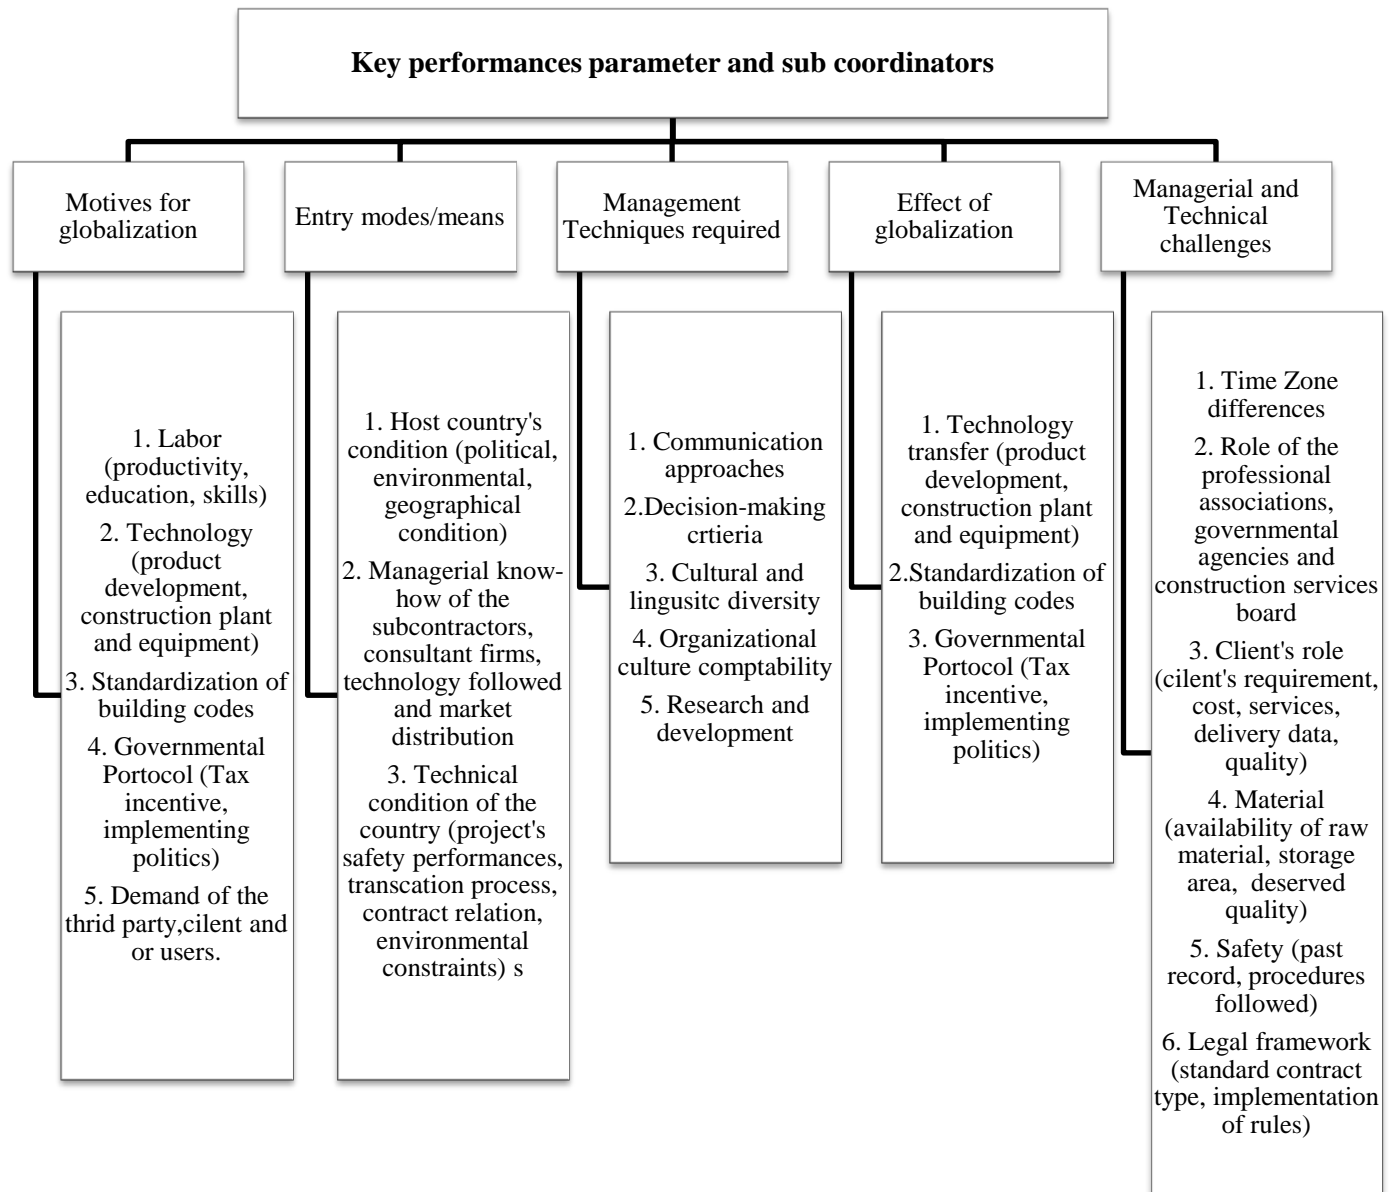 Key performances parameter and sub coordinators
Motives for
globalization
Entry modes/means
Management
Techniques required
Effect of
globalization
Managerial and
Technical
challenges
1. Labor
(productivity,
education, skills)
2. Technology
(product
development,
construction plant
and equipment)
3. Standardization of
building codes
4. Governmental
Portocol (Tax
incentive,
implementing
politics)
5. Demand of the
thrid party,cilent and
or users.
1. Host country's
condition (political,
environmental,
geographical
condition)
2. Managerial know-
how of the
subcontractors,
consultant firms,
technology followed
and market
distribution
3. Technical
condition of the
country (project's
safety performances,
transcation process,
contract relation,
environmental
constraints) s
1. Communication
approaches
2.Decision-making
crtieria
3. Cultural and
lingusitc diversity
4. Organizational
culture comptability
5. Research and
development
1. Technology
transfer (product
development,
construction plant
and equipment)
2.Standardization of
building codes
3. Governmental
Portocol (Tax
incentive,
implementing
politics)
1. Time Zone
differences
2. Role of the
professional
associations,
governmental
agencies and
construction services
board
3. Client's role
(cilent's requirement,
cost, services,
delivery data,
quality)
4. Material
(availability of raw
material, storage
area,  deserved
quality)
5. Safety (past
record, procedures
followed)
6. Legal framework
(standard contract
type, implementation
of rules)